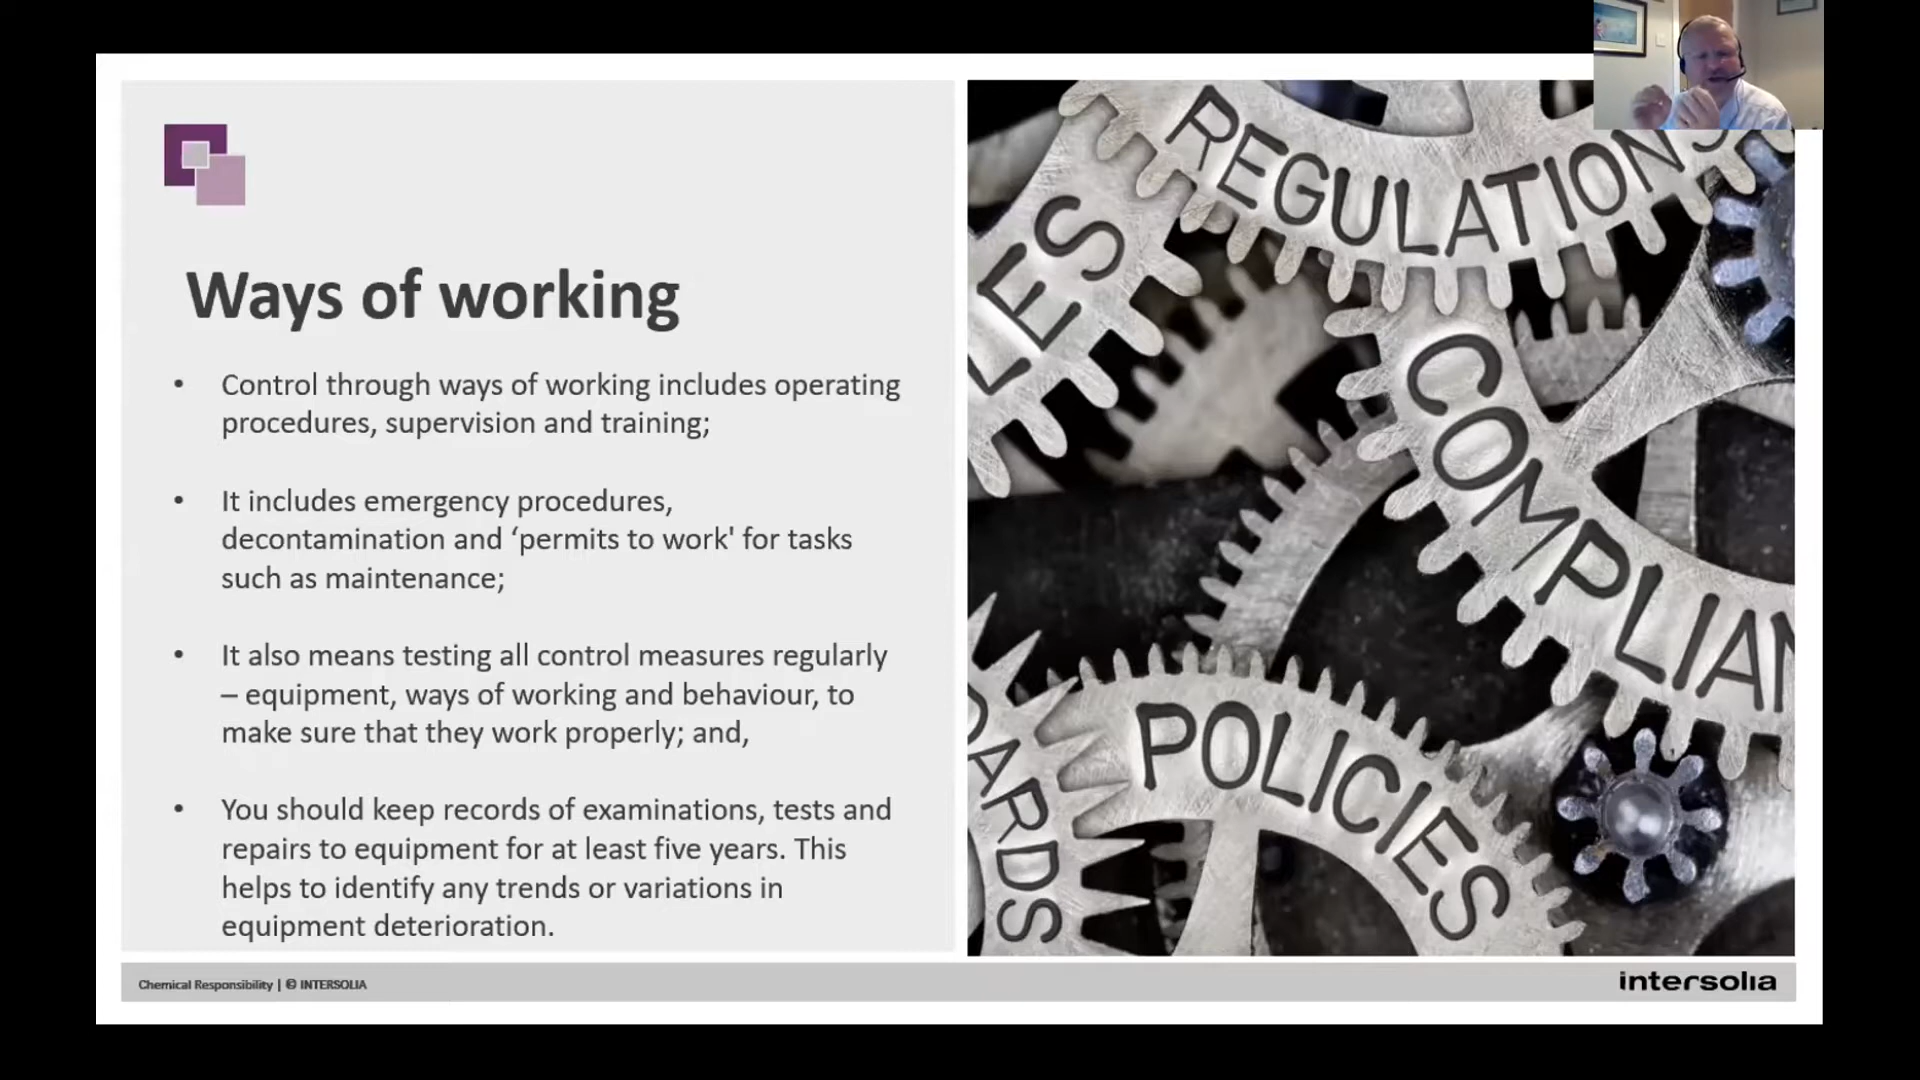 Ways of working
• Control through ways of working includes operating
procedures, supervision and training;
• It includes emergency procedures,
decontamination and ‘permits to work' for tasks
such as maintenance;
• It also means testing all control measures regularly
– equipment, ways of working and behaviour, to
make sure that they work properly; and,
• You should keep records of examinations, tests and
repairs to equipment for at least five years. This
helps to identify any trends or variations in
equipment deterioration.
REGULATIONS
LES
COMPLIAN
POLICIES
DARDS
Chemical Responsibility | © INTERSOLIA
intersolia